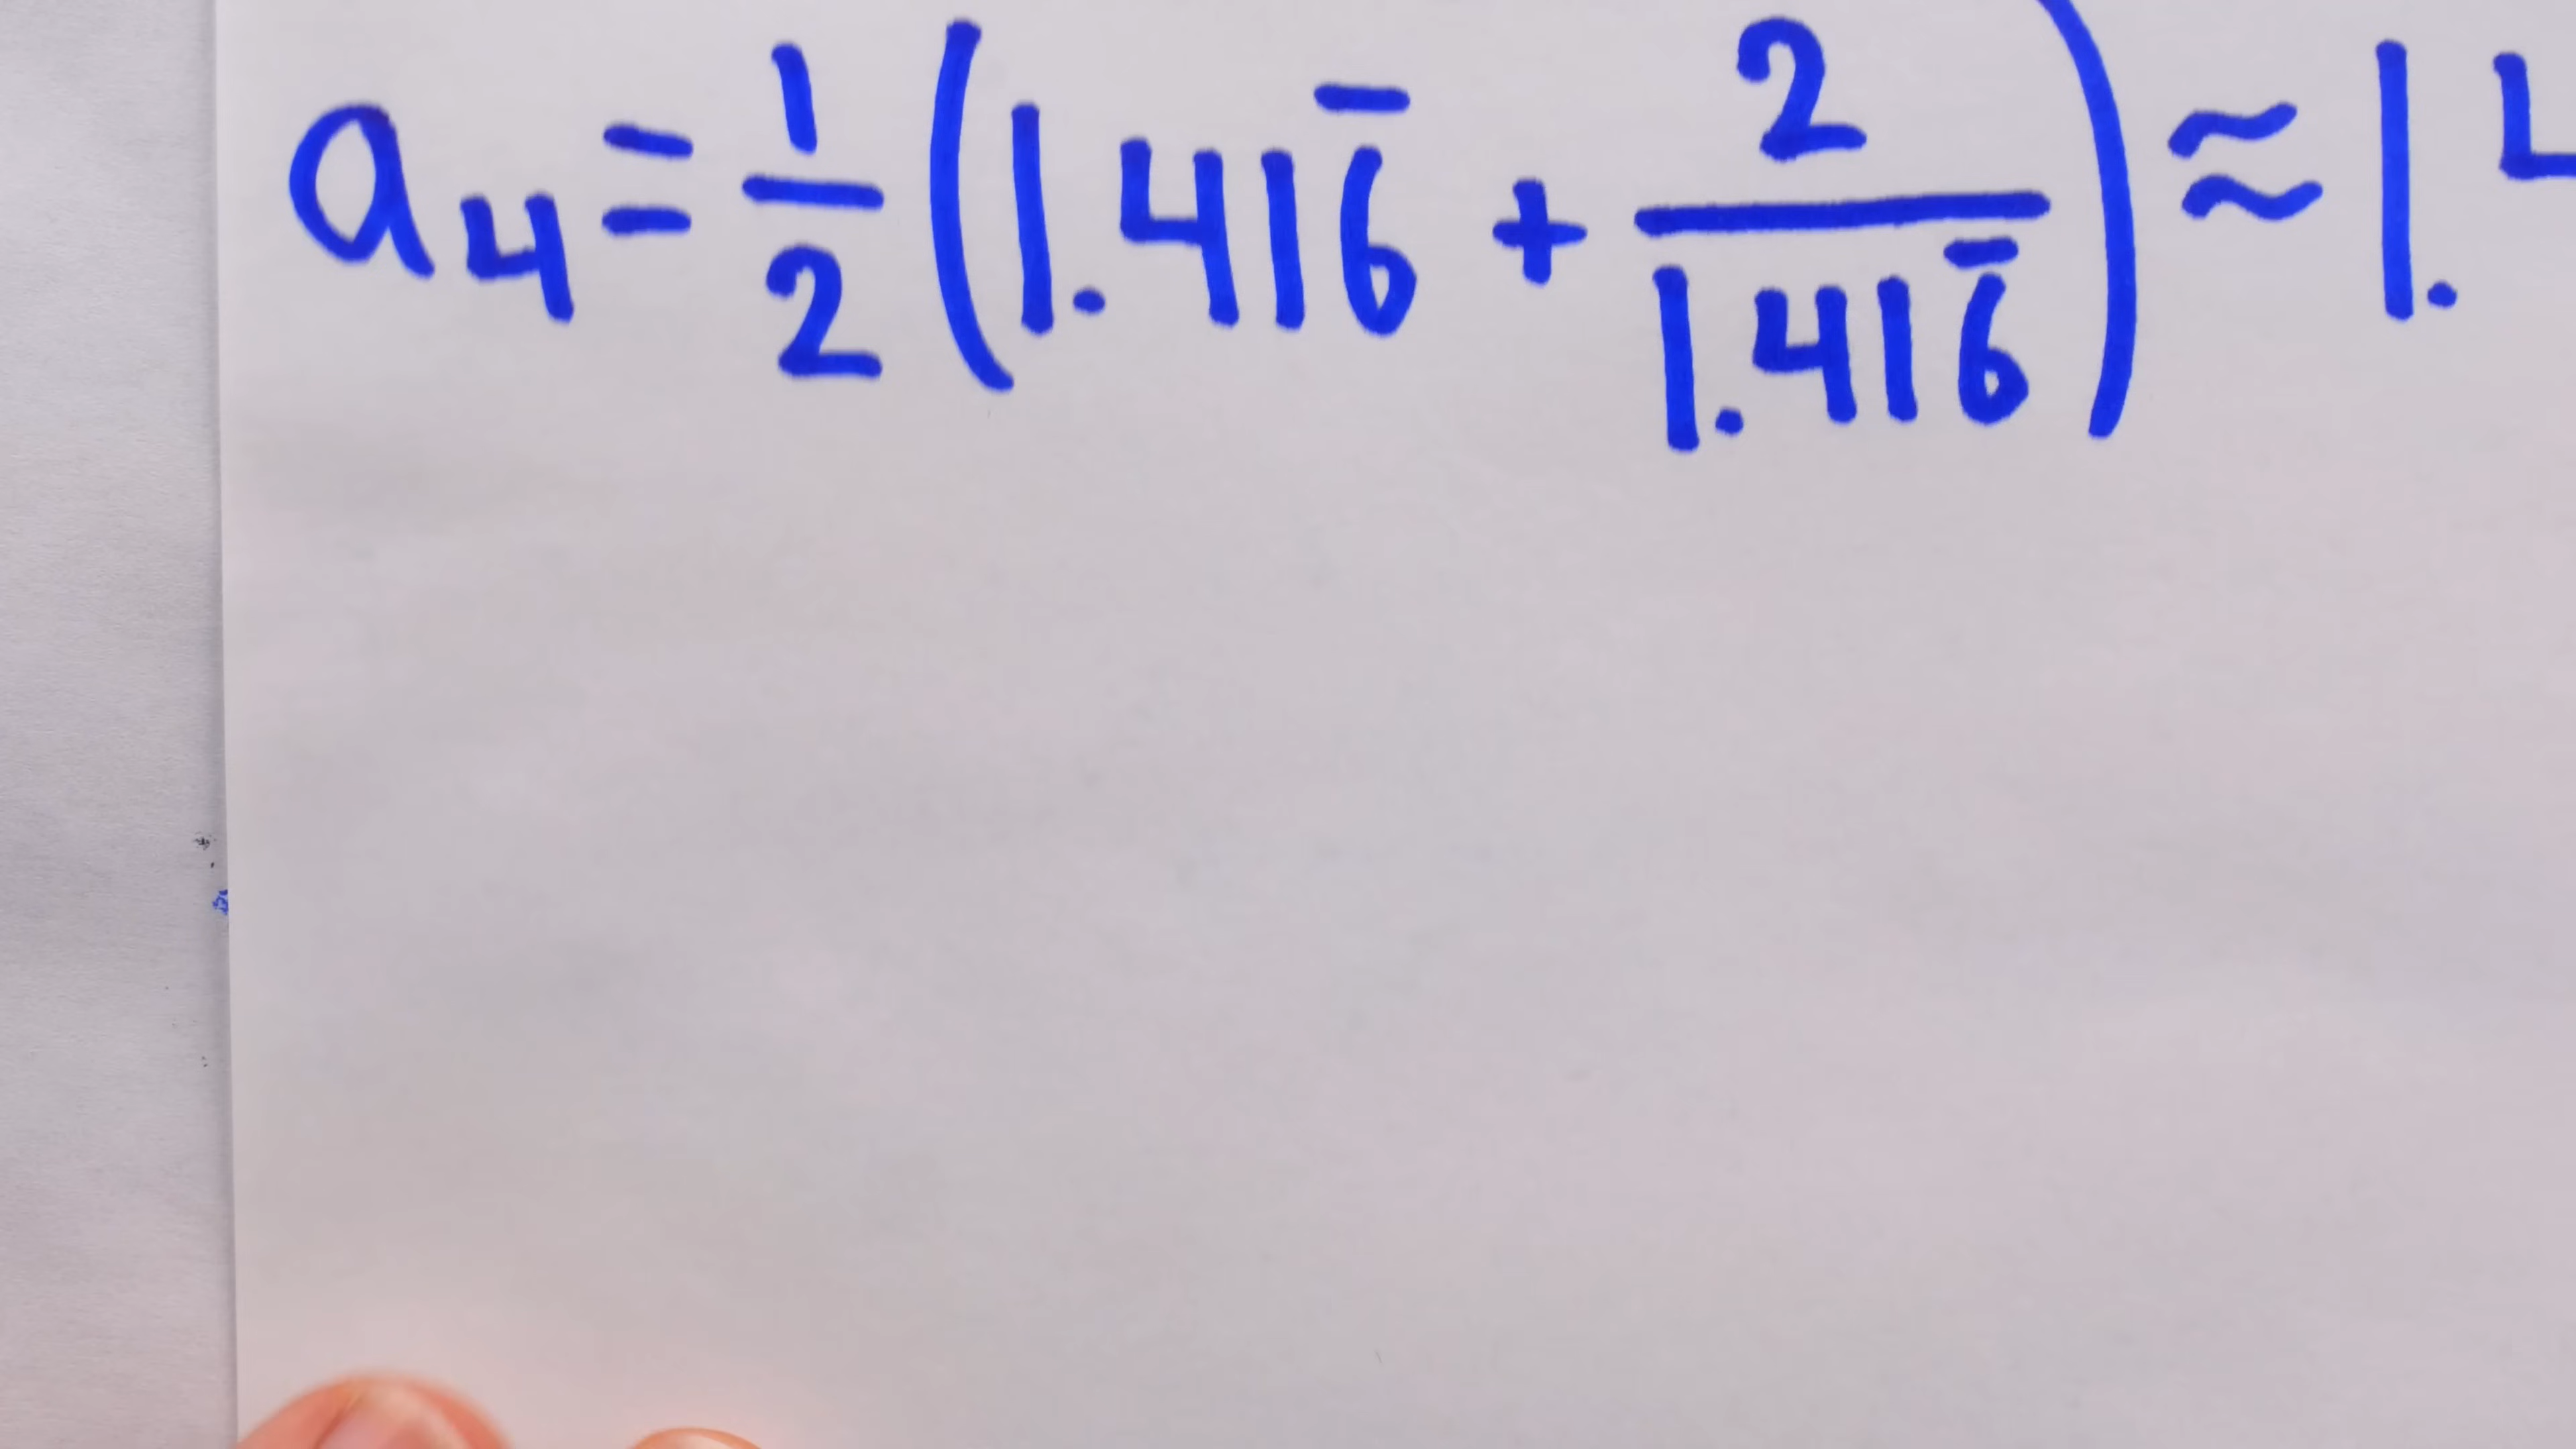 a₄ = 1/2 (1.416̅ + 2/1.416̅) ≈ 1.